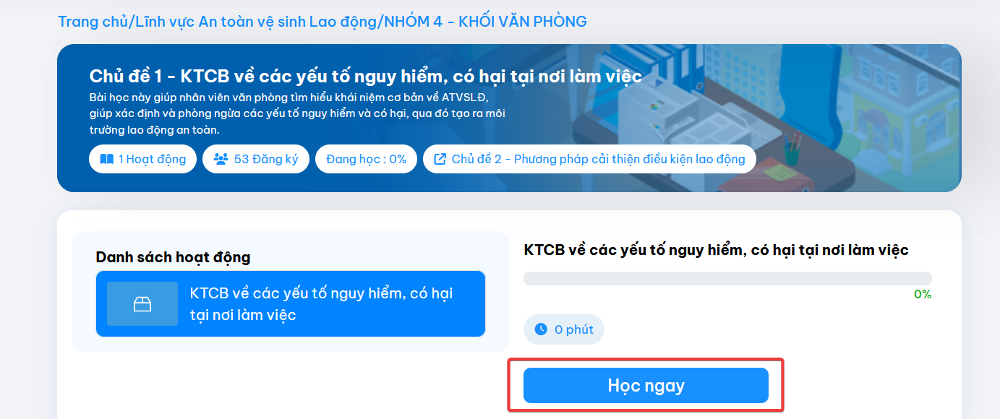 Trang chủ/Lĩnh vực An toàn vệ sinh Lao động/NHÓM 4 - KHỐI VĂN PHÒNG
Chủ đề 1 - KTCB về các yếu tố nguy hiểm, có hại tại nơi làm việc
Bài học này giúp nhân viên văn phòng tìm hiểu khái niệm cơ bản về ATVSLĐ,
giúp xác định và phòng ngừa các yếu tố nguy hiểm và có hại, qua đó tạo ra môi
trường lao động an toàn.
1 Hoạt động
53 Đăng ký
Đang học : 0%
Chủ đề 2 - Phương pháp cải thiện điều kiện lao động
Danh sách hoạt động
KTCB về các yếu tố nguy hiểm, có hại
tại nơi làm việc
KTCB về các yếu tố nguy hiểm, có hại tại nơi làm việc
0%
0 phút
Học ngay